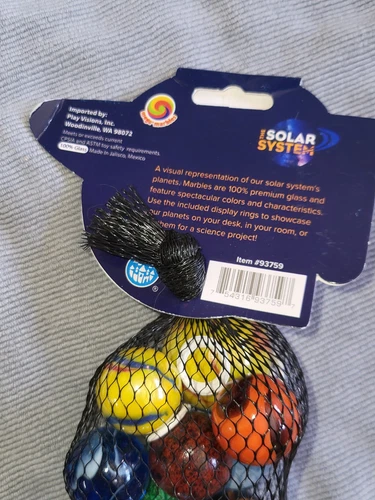 Imported by:
Play Visions, Inc.
Woodinville, WA 98072
Meets or exceeds current
CPSIA and ASTM toy safety requirements.
100% Glass Made in Jalisco, Mexico
THE
SOLAR
SYSTEM
A visual representation of our solar system's
planets. Marbles are 100% premium glass and
feature spectacular colors and characteristics.
Use the included display rings to showcase
our planets on your desk, in your room, or
them for a science project!
Item #93759